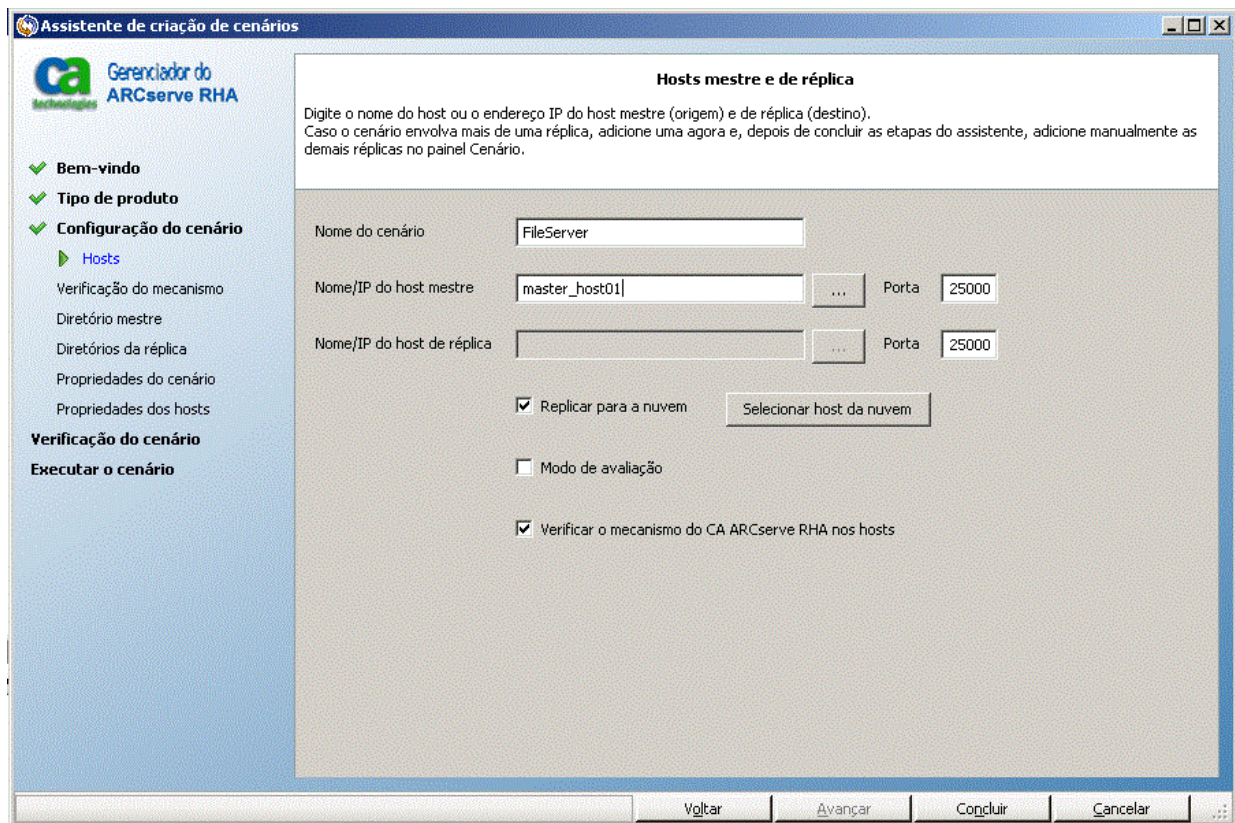 Assistente de criação de cenários
ca
technologies
Gerenciador do
ARCserve RHA
Hosts mestre e de réplica
Digite o nome do host ou o endereço IP do host mestre (origem) e de réplica (destino).
Caso o cenário envolva mais de uma réplica, adicione uma agora e, depois de concluir as etapas do assistente, adicione manualmente as
demais réplicas no painel Cenário.
Bem-vindo
Tipo de produto
Configuração do cenário
Hosts
Verificação do mecanismo
Diretório mestre
Diretórios da réplica
Propriedades do cenário
Propriedades dos hosts
Verificação do cenário
Executar o cenário
Nome do cenário FileServer
Nome/IP do host mestre master_host01 ... Porta 25000
Nome/IP do host de réplica ... Porta 25000
Replicar para a nuvem Selecionar host da nuvem
Modo de avaliação
Verificar o mecanismo do CA ARCserve RHA nos hosts
Voltar Avançar Concluir Cancelar